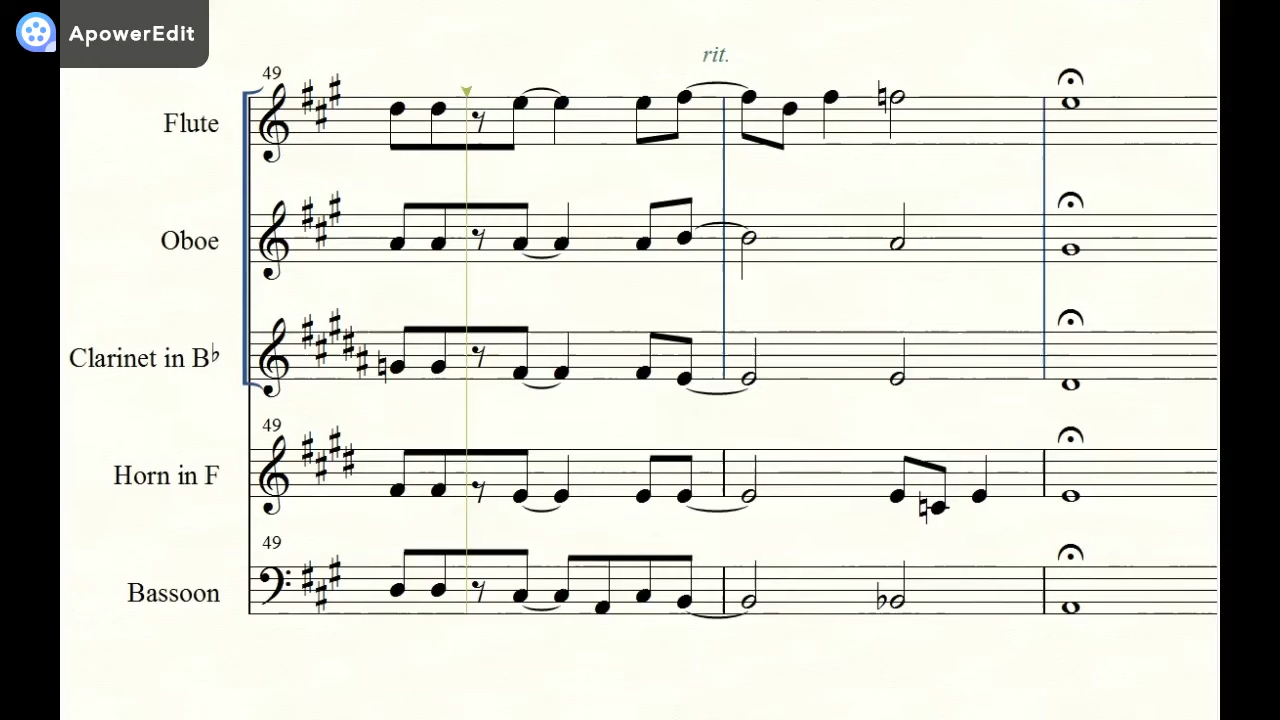 ApowerEdit
rit.
49
Flute
Oboe
Clarinet in B♭
49
Horn in F
49
Bassoon